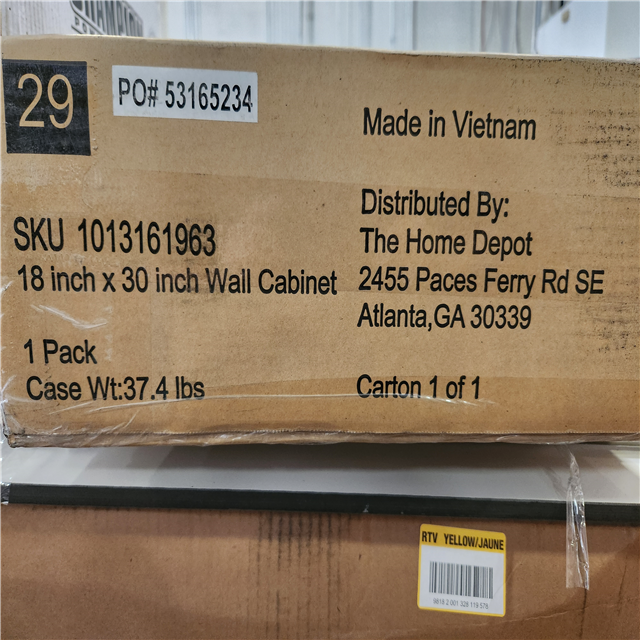 29
PO# 53165234
Made in Vietnam
Distributed By:
SKU 1013161963
The Home Depot
18 inch x 30 inch Wall Cabinet
2455 Paces Ferry Rd SE
Atlanta,GA 30339
1 Pack
Case Wt:37.4 lbs
Carton 1 of 1
RTV YELLOW/JAUNE